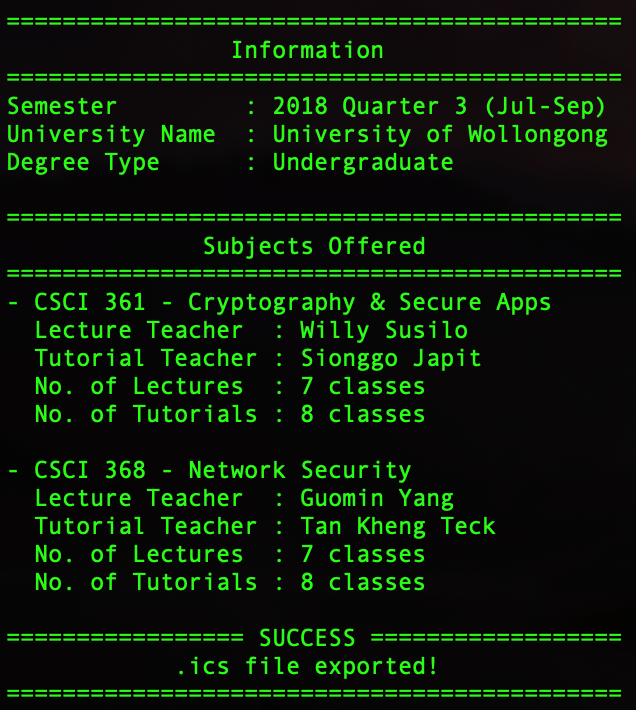 ============================================
Information
============================================
Semester : 2018 Quarter 3 (Jul-Sep)
University Name : University of Wollongong
Degree Type : Undergraduate
============================================
Subjects Offered
============================================
- CSCI 361 - Cryptography & Secure Apps
Lecture Teacher : Willy Susilo
Tutorial Teacher : Sionggo Japit
No. of Lectures : 7 classes
No. of Tutorials : 8 classes
- CSCI 368 - Network Security
Lecture Teacher : Guomin Yang
Tutorial Teacher : Tan Kheng Teck
No. of Lectures : 7 classes
No. of Tutorials : 8 classes
================= SUCCESS ==================
.ics file exported!
============================================